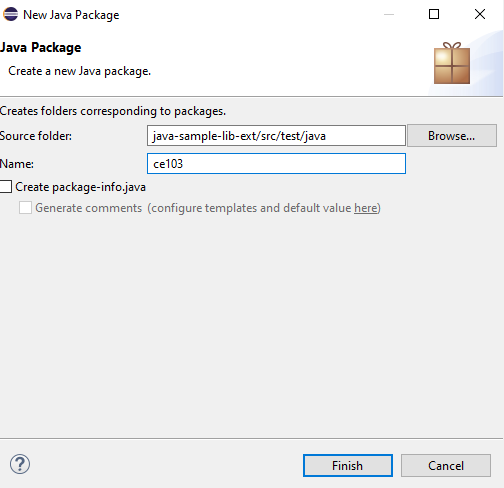 New Java Package
Java Package
Create a new Java package.
Creates folders corresponding to packages.
Source folder: java-sample-lib-ext/src/test/java Browse...
Name: ce103
Create package-info.java
Generate comments (configure templates and default value here)
? Finish Cancel